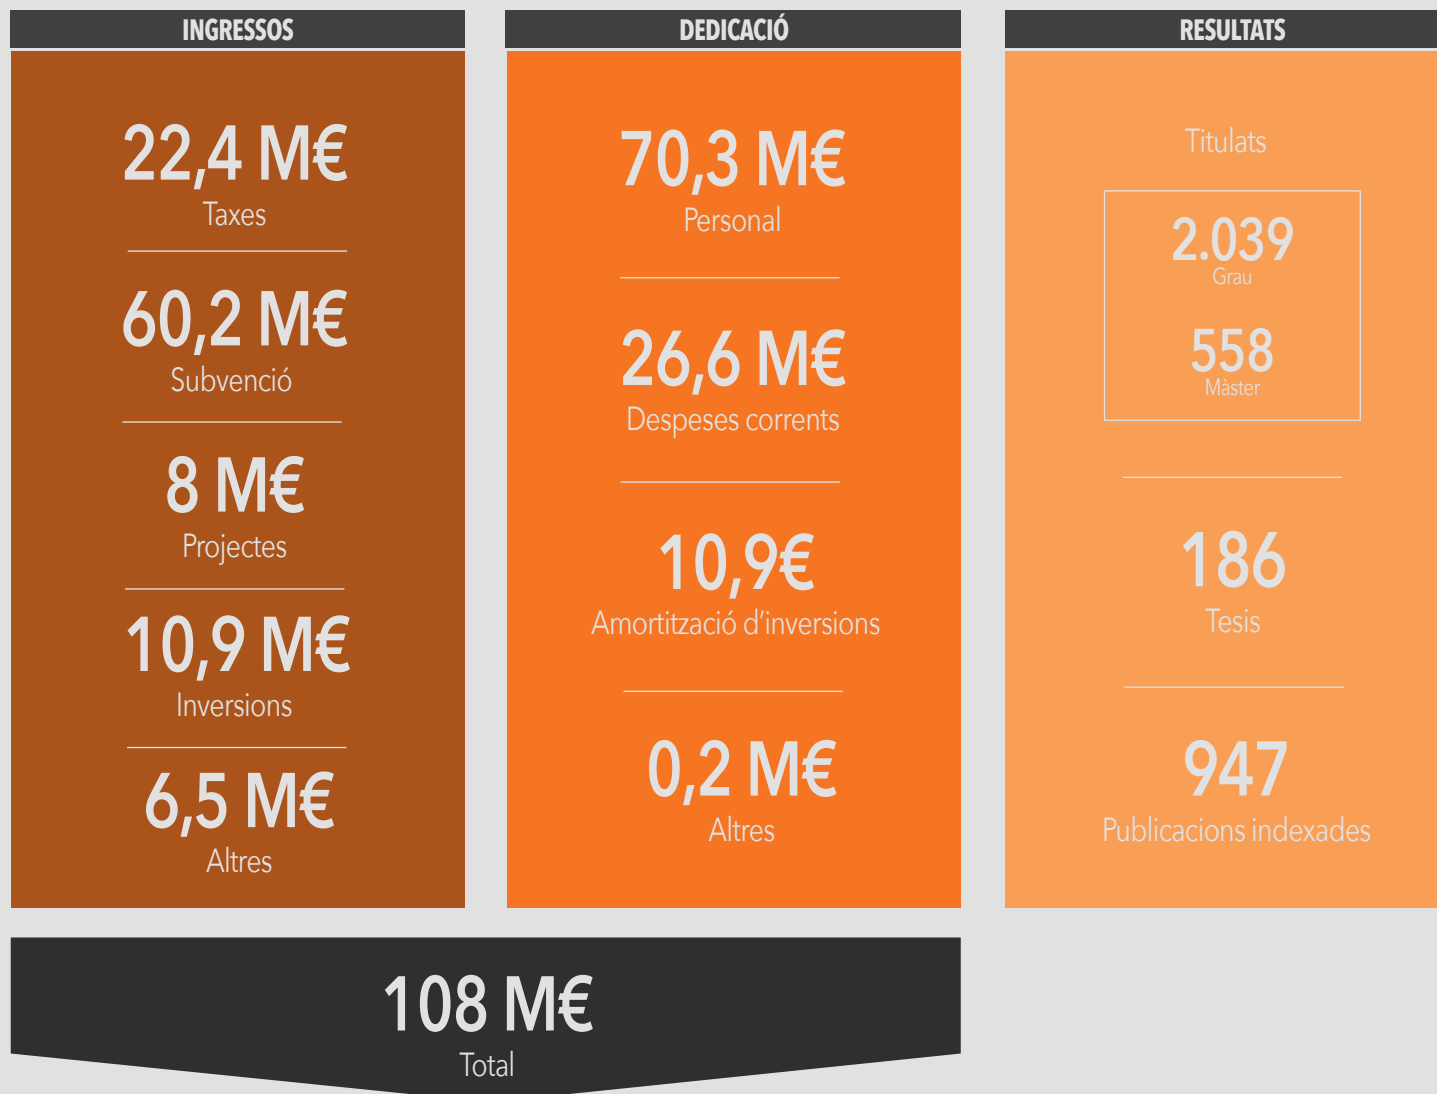 INGRESSOS
22,4 M€
Taxes
60,2 M€
Subvenció
8 M€
Projectes
10,9 M€
Inversions
6,5 M€
Altres
DEDICACIÓ
70,3 M€
Personal
26,6 M€
Despeses corrents
10,9€
Amortització d’inversions
0,2 M€
Altres
RESULTATS
Titulats
2.039
Grau
558
Màster
186
Tesis
947
Publicacions indexades
108 M€
Total